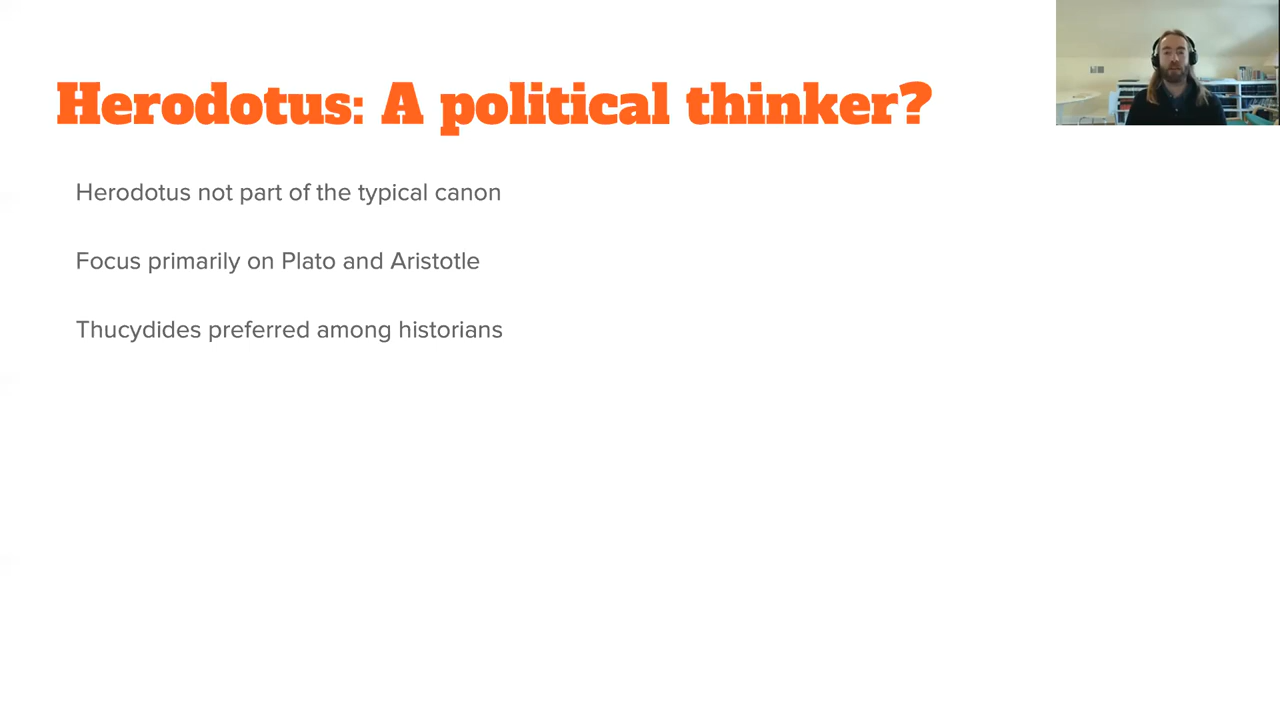 Herodotus: A political thinker?
Herodotus not part of the typical canon
Focus primarily on Plato and Aristotle
Thucydides preferred among historians